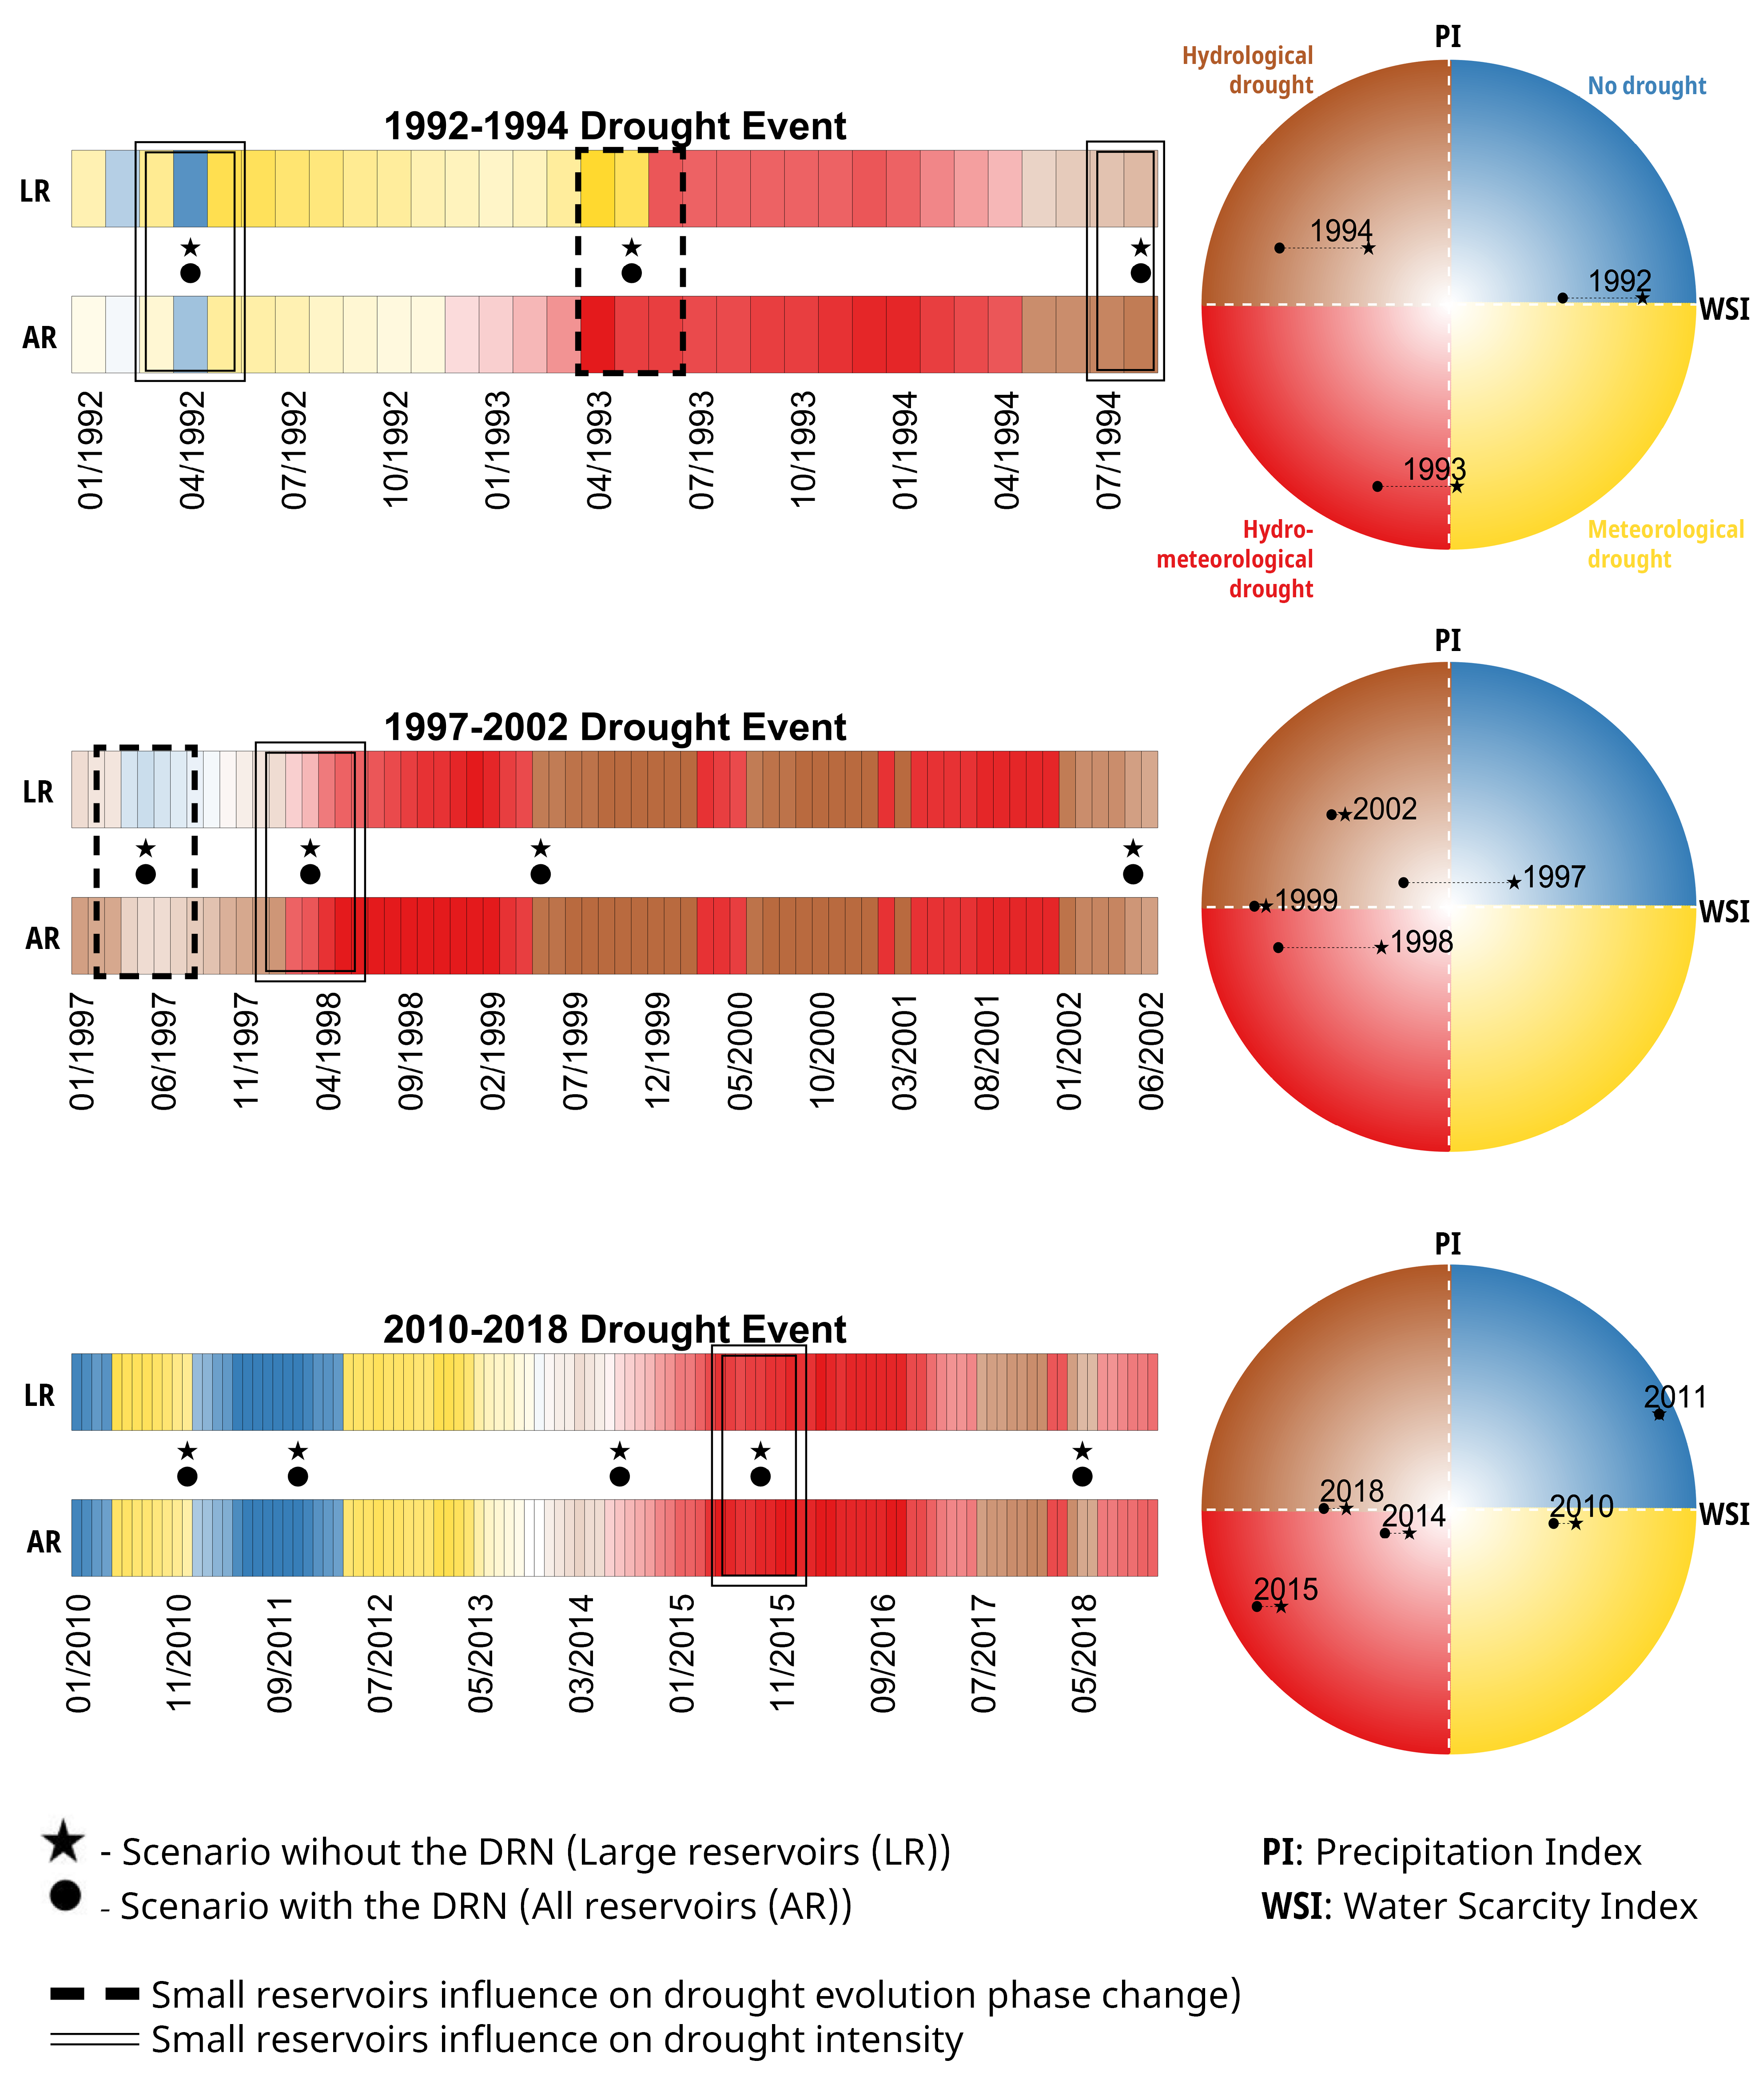 PI
Hydrological
drought
No drought
1992-1994 Drought Event
LR
AR
01/1992
04/1992
07/1992
10/1992
01/1993
04/1993
07/1993
10/1993
01/1994
04/1994
07/1994
1994
1992
WSI
1993
Hydro-
meteorological
drought
Meteorological
drought
PI
1997-2002 Drought Event
LR
AR
01/1997
06/1997
11/1997
04/1998
09/1998
02/1999
07/1999
12/1999
05/2000
10/2000
03/2001
08/2001
01/2002
06/2002
2002
1997
1999
WSI
1998
PI
2010-2018 Drought Event
LR
AR
01/2010
11/2010
09/2011
07/2012
05/2013
03/2014
01/2015
11/2015
09/2016
07/2017
05/2018
2011
2018
2014
2010
WSI
2015
- Scenario wihout the DRN (Large reservoirs (LR))
- Scenario with the DRN (All reservoirs (AR))
PI: Precipitation Index
WSI: Water Scarcity Index
Small reservoirs influence on drought evolution phase change)
Small reservoirs influence on drought intensity